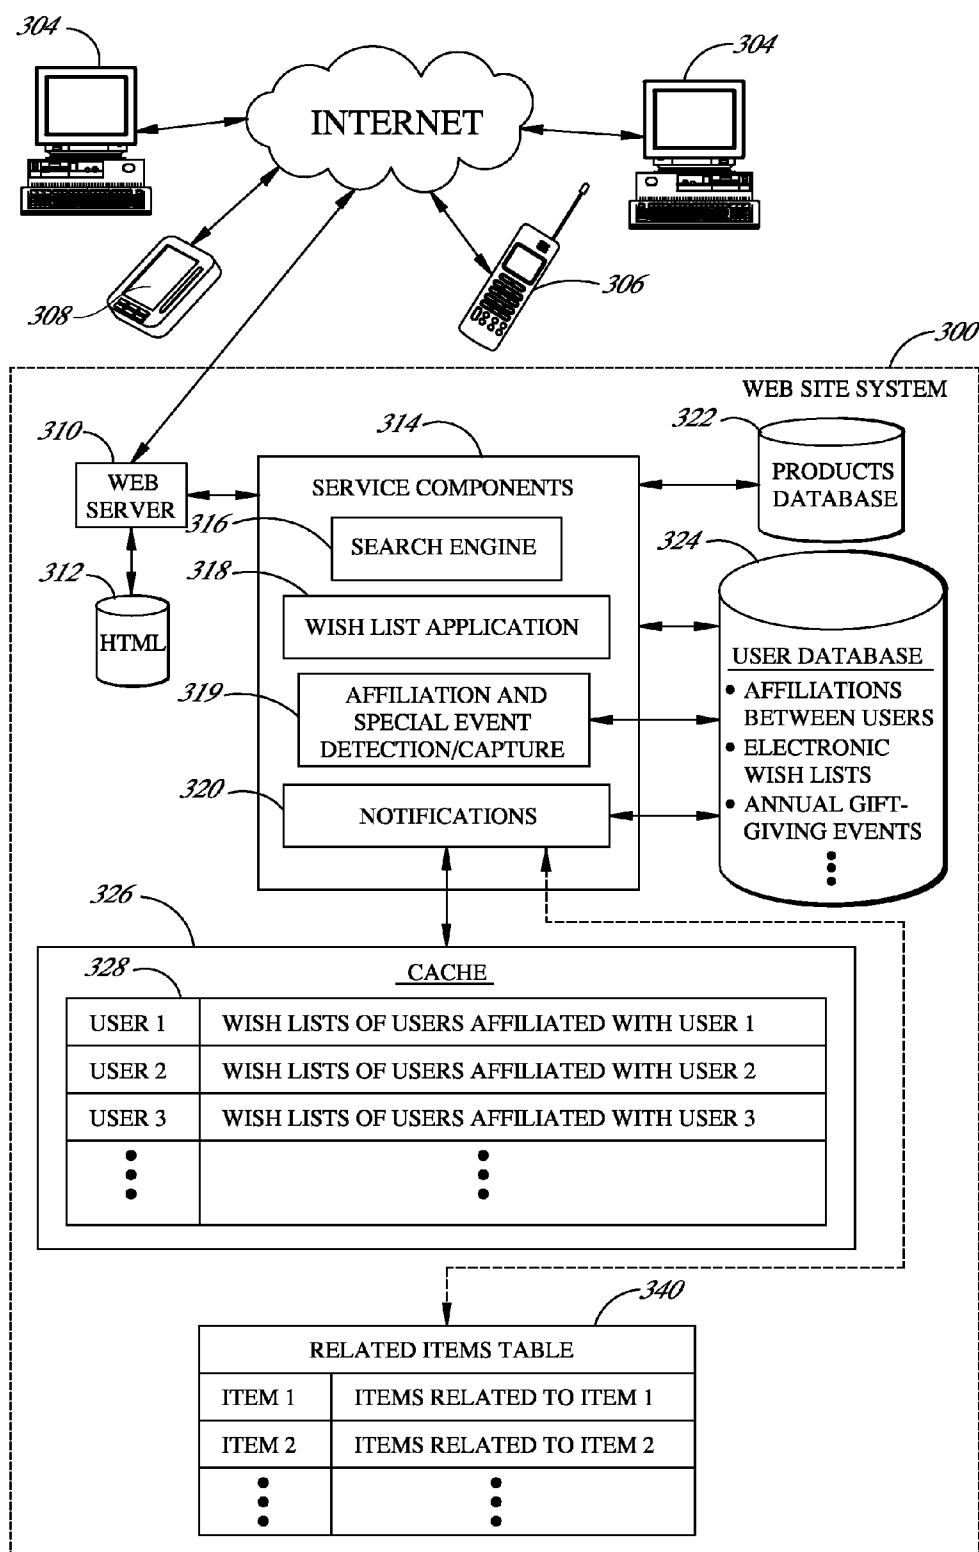 304
304
INTERNET
308
306
300
WEB SITE SYSTEM
310
WEB
SERVER
312
HTML
314
SERVICE COMPONENTS
316
SEARCH ENGINE
318
WISH LIST APPLICATION
319
AFFILIATION AND
SPECIAL EVENT
DETECTION/CAPTURE
320
NOTIFICATIONS
322
PRODUCTS
DATABASE
324
USER DATABASE
• AFFILIATIONS
BETWEEN USERS
• ELECTRONIC
WISH LISTS
• ANNUAL GIFT-
GIVING EVENTS
326
CACHE
328
USER 1 WISH LISTS OF USERS AFFILIATED WITH USER 1
USER 2 WISH LISTS OF USERS AFFILIATED WITH USER 2
USER 3 WISH LISTS OF USERS AFFILIATED WITH USER 3
340
RELATED ITEMS TABLE
ITEM 1 ITEMS RELATED TO ITEM 1
ITEM 2 ITEMS RELATED TO ITEM 2